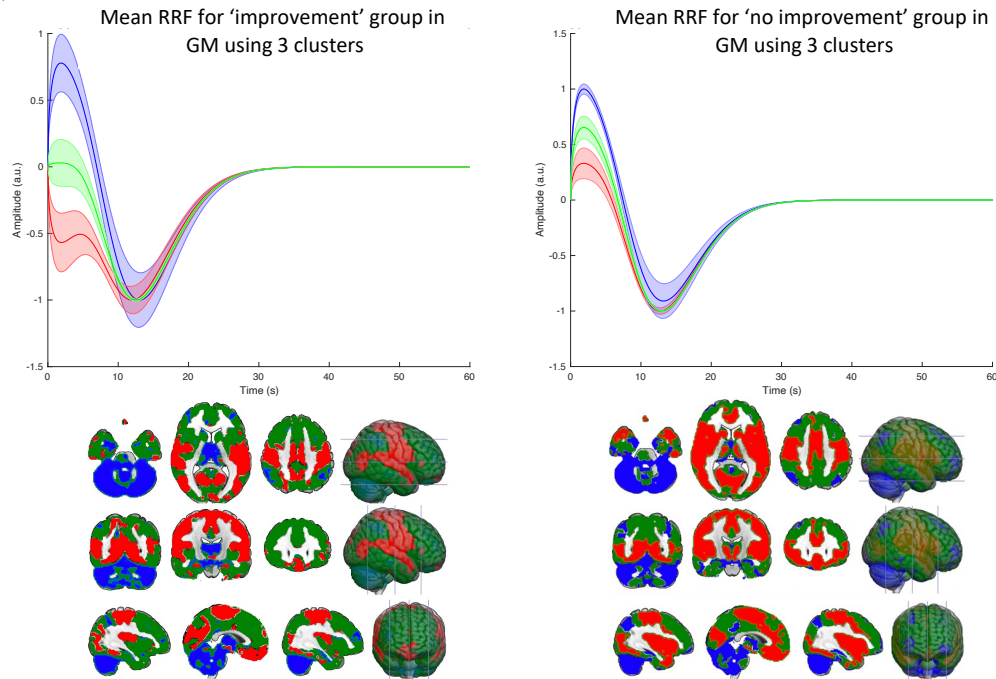 Mean RRF for ‘improvement’ group in
GM using 3 clusters
1
0.5
0
-0.5
-1
-1.5
Amplitude (a.u.)
0 10 20 30 40 50 60
Time (s)
Mean RRF for ‘no improvement’ group in
GM using 3 clusters
1.5
1
0.5
0
-0.5
-1
-1.5
Amplitude (a.u.)
0 10 20 30 40 50 60
Time (s)